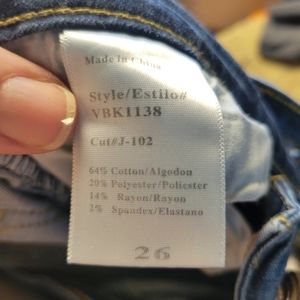 Made In China
Style/Estilo#
VBK1138
Cut#J-102
64% Cotton/Algodon
20% Polyester/Poliester
14% Rayon/Rayon
2% Spandex/Elastano
26